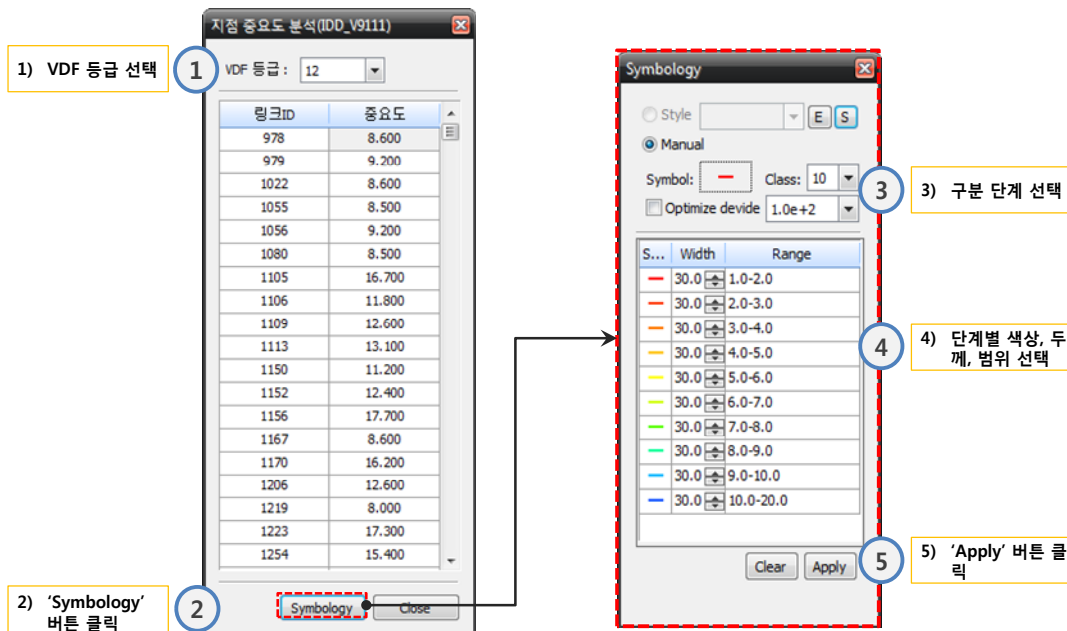 지점 중요도 분석(IDD_V9111)
1) VDF 등급 선택
1
VDF 등급 : 12
링크ID 중요도
978 8.600
979 9.200
1022 8.600
1055 8.500
1056 9.200
1080 8.500
1105 16.700
1106 11.800
1109 12.600
1113 13.100
1150 11.200
1152 12.400
1156 17.700
1167 8.600
1170 16.200
1206 12.600
1219 8.000
1223 17.300
1254 15.400
2) ‘Symbology’
버튼 클릭
2
Symbology Close
Symbology
Style E S
Manual
Symbol: Class: 10
Optimize devide 1.0e+2
3
3) 구분 단계 선택
S... Width Range
30.0 1.0-2.0
30.0 2.0-3.0
30.0 3.0-4.0
30.0 4.0-5.0
30.0 5.0-6.0
30.0 6.0-7.0
30.0 7.0-8.0
30.0 8.0-9.0
30.0 9.0-10.0
30.0 10.0-20.0
4
4) 단계별 색상, 두
께, 범위 선택
Clear Apply
5
5) ‘Apply’ 버튼 클
릭